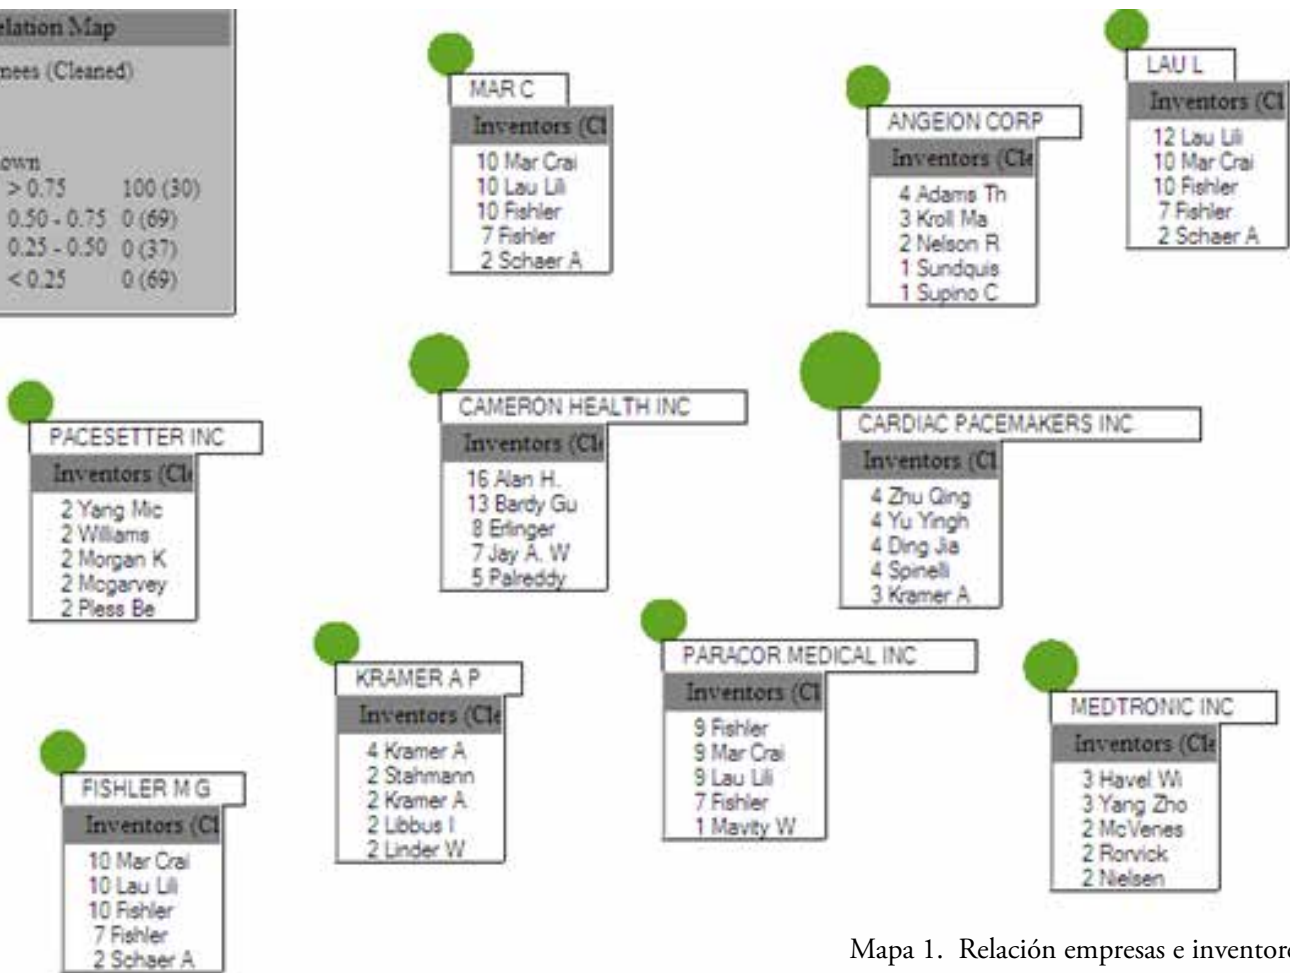 elation Map
nees (Cleaned)
own
> 0.75 100 (30)
0.50 - 0.75 0 (69)
0.25 - 0.50 0 (37)
< 0.25 0 (69)
MAR C
Inventors (Cl
10 Mar Crai
10 Lau Lili
10 Fishler
7 Fishler
2 Schaer A
ANGEION CORP
Inventors (Cle
4 Adams Th
3 Kroll Ma
2 Nelson R
1 Sundquis
1 Supino C
LAU L
Inventors (Cl
12 Lau Lili
10 Mar Crai
10 Fishler
7 Fishler
2 Schaer A
PACESETTER INC
Inventors (Cle
2 Yang Mic
2 Williams
2 Morgan K
2 Mcgarvey
2 Pless Be
CAMERON HEALTH INC
Inventors (Cle
16 Alan H.
13 Bardy Gu
8 Erlinger
7 Jay A. W
5 Palreddy
CARDIAC PACEMAKERS INC
Inventors (Cl
4 Zhu Qing
4 Yu Yingh
4 Ding Jia
4 Spinelli
3 Kramer A
KRAMER A P
Inventors (Cle
4 Kramer A
2 Stahmann
2 Kramer A
2 Libbus I
2 Linder W
PARACOR MEDICAL INC
Inventors (Cl
9 Fishler
9 Mar Crai
9 Lau Lili
7 Fishler
1 Mavity W
MEDTRONIC INC
Inventors (Cle
3 Havel Wi
3 Yang Zho
2 McVenes
2 Rorvick
2 Nielsen
FISHLER M G
Inventors (Cl
10 Mar Crai
10 Lau Lili
10 Fishler
7 Fishler
2 Schaer A
Mapa 1. Relación empresas e inventore